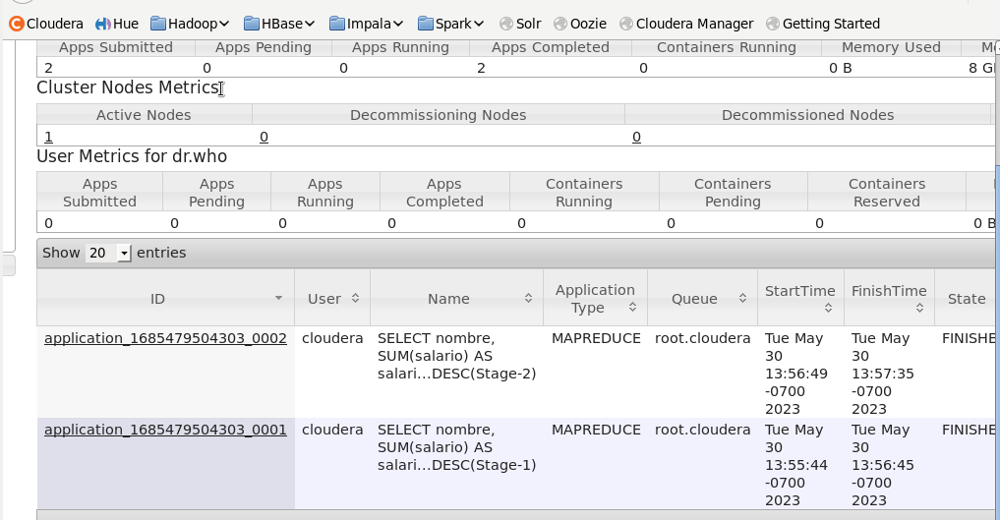 Cloudera Hue Hadoop HBase Impala Spark Solr Oozie Cloudera Manager Getting Started
Apps Submitted Apps Pending Apps Running Apps Completed Containers Running Memory Used
2 0 0 2 0 0 B 8
Cluster Nodes Metrics
Active Nodes Decommissioning Nodes Decommissioned Nodes
1 0 0
User Metrics for dr.who
Apps Apps Apps Apps Containers Containers Containers
Submitted Pending Running Completed Running Pending Reserved
0 0 0 0 0 0 0 0 B
Show 20 entries
ID User Name Application Type Queue StartTime FinishTime State
application_1685479504303_0002 cloudera SELECT nombre, MAPREDUCE root.cloudera Tue May Tue May FINISHE
SUM(salario) AS 30 30
salari...DESC(Stage-2) 13:56:49 13:57:35
-0700 -0700
2023 2023
application_1685479504303_0001 cloudera SELECT nombre, MAPREDUCE root.cloudera Tue May Tue May FINISHE
SUM(salario) AS 30 30
salari...DESC(Stage-1) 13:55:44 13:56:45
-0700 -0700
2023 2023